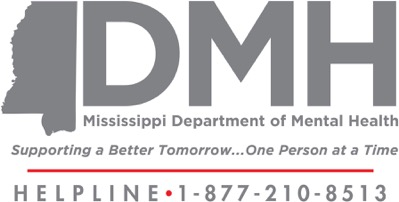 DMH
Mississippi Department of Mental Health
Supporting a Better Tomorrow...One Person at a Time
HELPLINE•1-877-210-8513